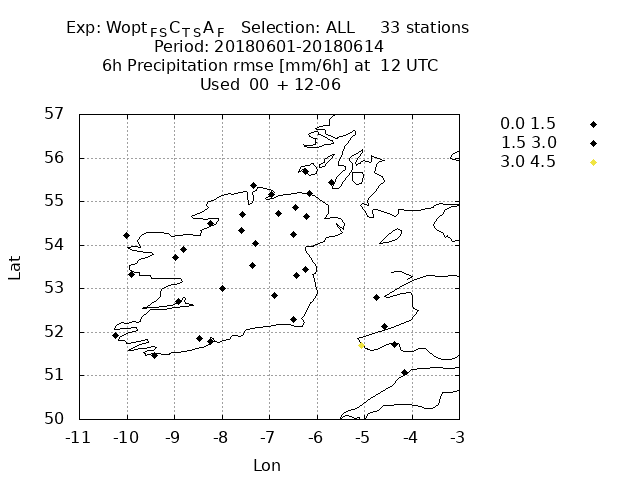 Exp: Wopt FS C TS A F Selection: ALL 33 stations
Period: 20180601-20180614
6h Precipitation rmse [mm/6h] at 12 UTC
Used 00 + 12-06
0.0 1.5
1.5 3.0
3.0 4.5
57
56
55
54
53
52
51
50
Lat
-11 -10 -9 -8 -7 -6 -5 -4 -3
Lon